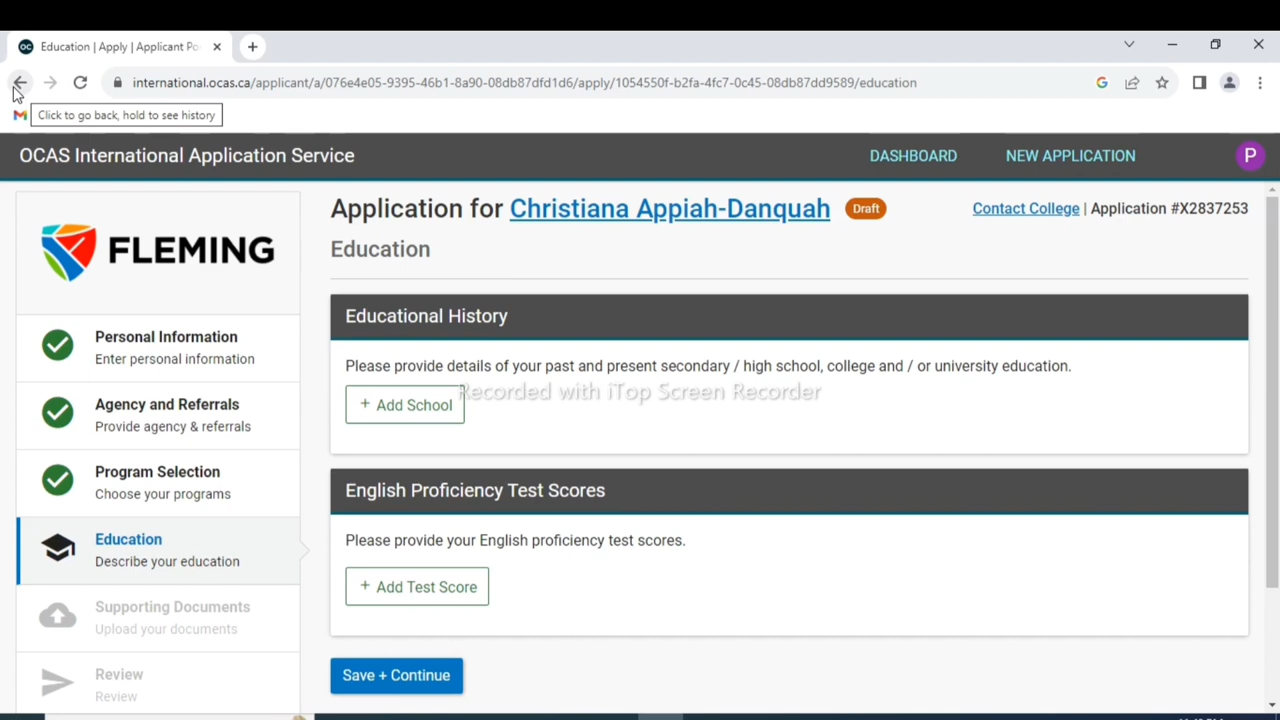 Education | Apply | Applicant Po
international.ocas.ca/applicant/a/076e4e05-9395-46b1-8a90-08db87dfd1d6/apply/1054550f-b2fa-4fc7-0c45-08db87dd9589/education
Click to go back, hold to see history
OCAS International Application Service
DASHBOARD
NEW APPLICATION
P
FLEMING
Application for Christiana Appiah-Danquah
Draft
Contact College | Application #X2837253
Education
Personal Information
Enter personal information
Agency and Referrals
Provide agency & referrals
Program Selection
Choose your programs
Education
Describe your education
Supporting Documents
Upload your documents
Review
Review
Educational History
Please provide details of your past and present secondary / high school, college and / or university education.
+ Add School
Recorded with iTop Screen Recorder
English Proficiency Test Scores
Please provide your English proficiency test scores.
+ Add Test Score
Save + Continue